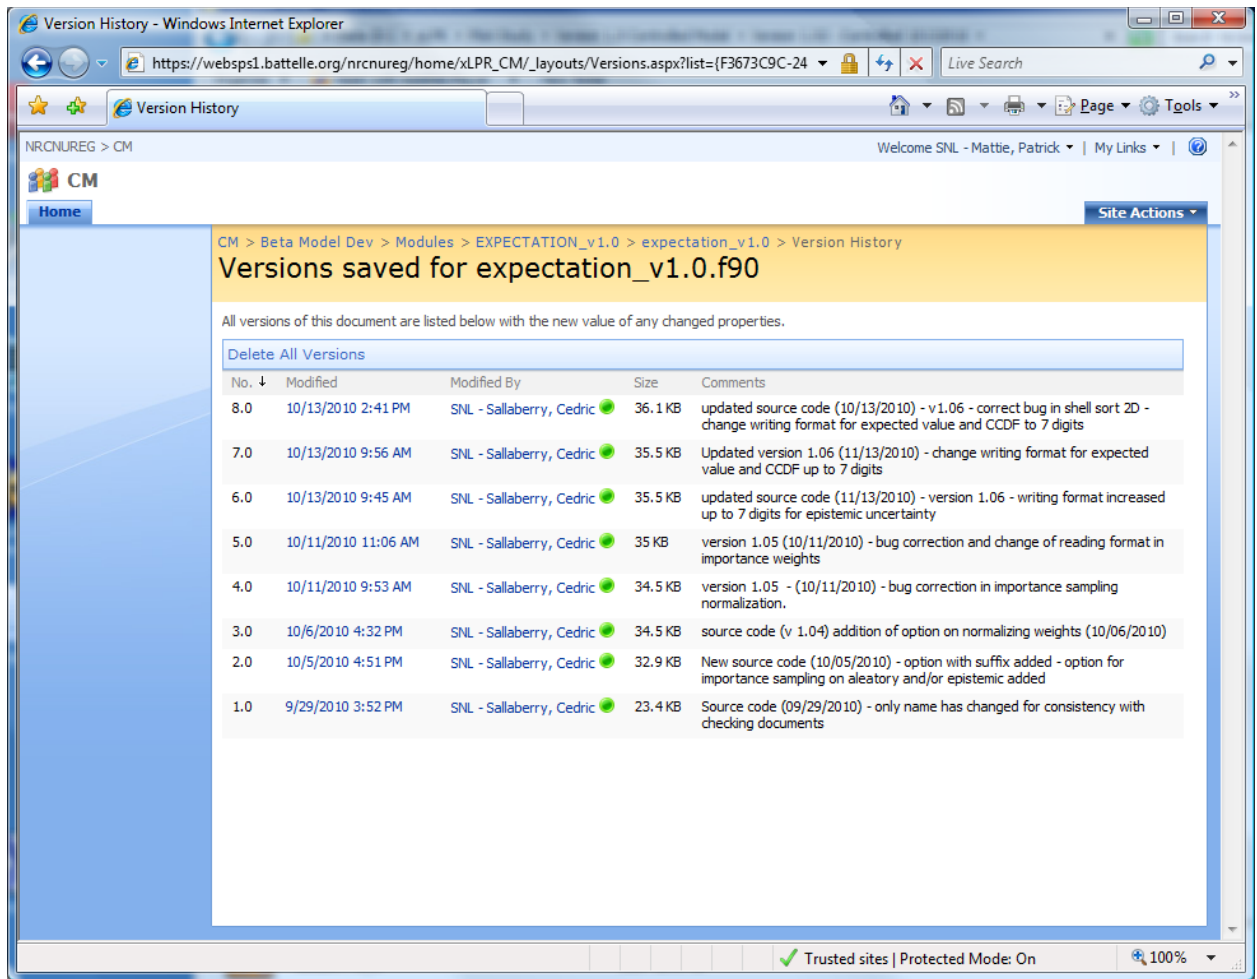 Version History - Windows Internet Explorer
https://websps1.battelle.org/nrcnureg/home/xLPR_CM/_layouts/Versions.aspx?list={F3673C9C-24
Live Search
Version History
Page
Tools
NRCNUREG > CM
Welcome SNL - Mattie, Patrick | My Links |
CM
Home
Site Actions
CM > Beta Model Dev > Modules > EXPECTATION_v1.0 > expectation_v1.0 > Version History
Versions saved for expectation_v1.0.f90
All versions of this document are listed below with the new value of any changed properties.
Delete All Versions
No. ↓ Modified Modified By Size Comments
8.0 10/13/2010 2:41 PM SNL - Sallaberry, Cedric 36.1 KB updated source code (10/13/2010) - v1.06 - correct bug in shell sort 2D -
change writing format for expected value and CCDF to 7 digits
7.0 10/13/2010 9:56 AM SNL - Sallaberry, Cedric 35.5 KB Updated version 1.06 (11/13/2010) - change writing format for expected
value and CCDF up to 7 digits
6.0 10/13/2010 9:45 AM SNL - Sallaberry, Cedric 35.5 KB updated source code (11/13/2010) - version 1.06 - writing format increased
up to 7 digits for epistemic uncertainty
5.0 10/11/2010 11:06 AM SNL - Sallaberry, Cedric 35 KB version 1.05 (10/11/2010) - bug correction and change of reading format in
importance weights
4.0 10/11/2010 9:53 AM SNL - Sallaberry, Cedric 34.5 KB version 1.05 - (10/11/2010) - bug correction in importance sampling
normalization.
3.0 10/6/2010 4:32 PM SNL - Sallaberry, Cedric 34.5 KB source code (v 1.04) addition of option on normalizing weights (10/06/2010)
2.0 10/5/2010 4:51 PM SNL - Sallaberry, Cedric 32.9 KB New source code (10/05/2010) - option with suffix added - option for
importance sampling on aleatory and/or epistemic added
1.0 9/29/2010 3:52 PM SNL - Sallaberry, Cedric 23.4 KB Source code (09/29/2010) - only name has changed for consistency with
checking documents
Trusted sites | Protected Mode: On
100%